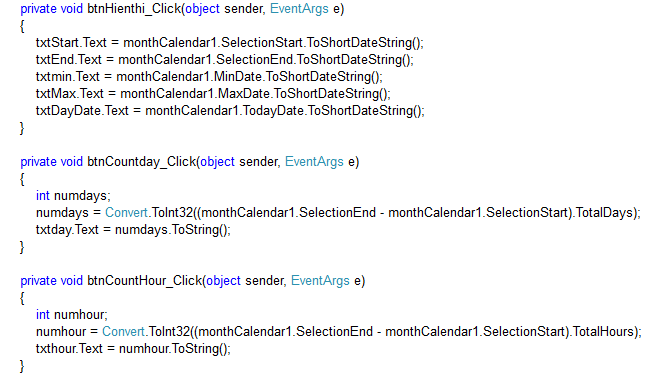 private void btnHienthi_Click(object sender, EventArgs e)
{
txtStart.Text = monthCalendar1.SelectionStart.ToShortDateString();
txtEnd.Text = monthCalendar1.SelectionEnd.ToShortDateString();
txtmin.Text = monthCalendar1.MinDate.ToShortDateString();
txtMax.Text = monthCalendar1.MaxDate.ToShortDateString();
txtDayDate.Text = monthCalendar1.TodayDate.ToShortDateString();
}
private void btnCountday_Click(object sender, EventArgs e)
{
int numdays;
numdays = Convert.ToInt32((monthCalendar1.SelectionEnd - monthCalendar1.SelectionStart).TotalDays);
txtday.Text = numdays.ToString();
}
private void btnCountHour_Click(object sender, EventArgs e)
{
int numhour;
numhour = Convert.ToInt32((monthCalendar1.SelectionEnd - monthCalendar1.SelectionStart).TotalHours);
txthour.Text = numhour.ToString();
}